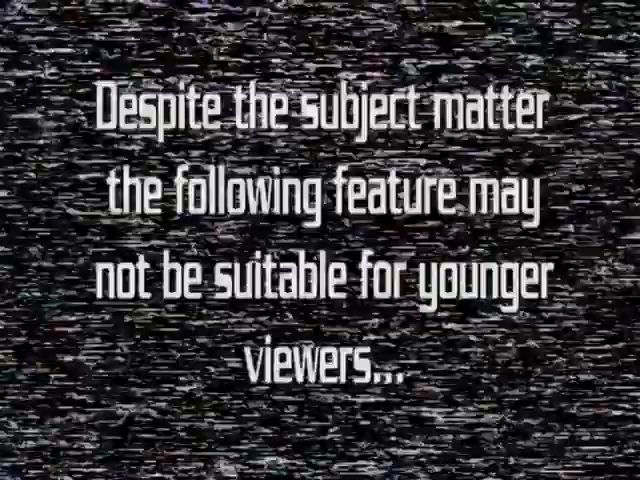 Despite the subject matter
the following feature may
not be suitable for younger
viewers...